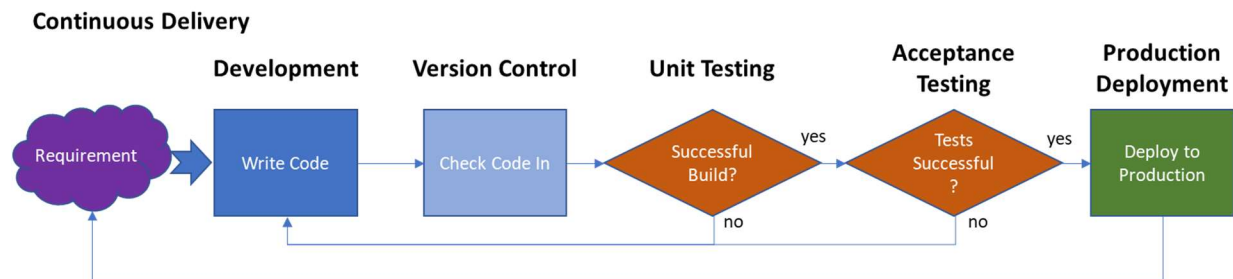 Continuous Delivery
Development
Version Control
Unit Testing
Acceptance
Testing
Production
Deployment
Requirement
Write Code
Check Code In
Successful
Build?
yes
no
Tests
Successful
?
yes
no
Deploy to
Production